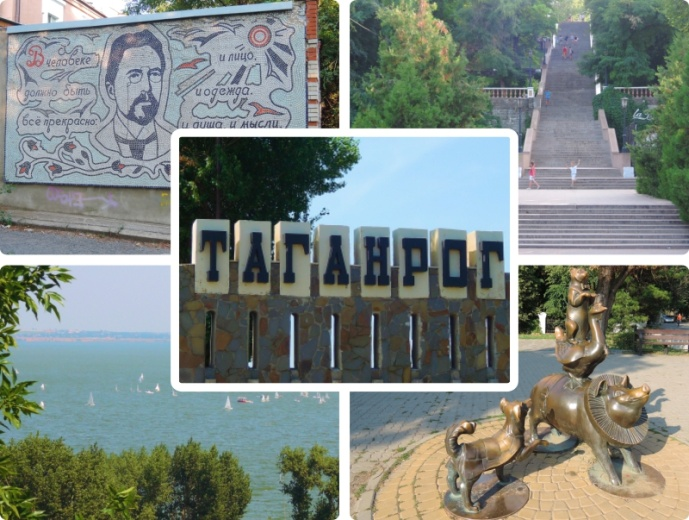 В человеке
должно быть
всё прекрасно:
и лицо,
и одежда,
и душа, и мысли.
ТАГАНРОГ